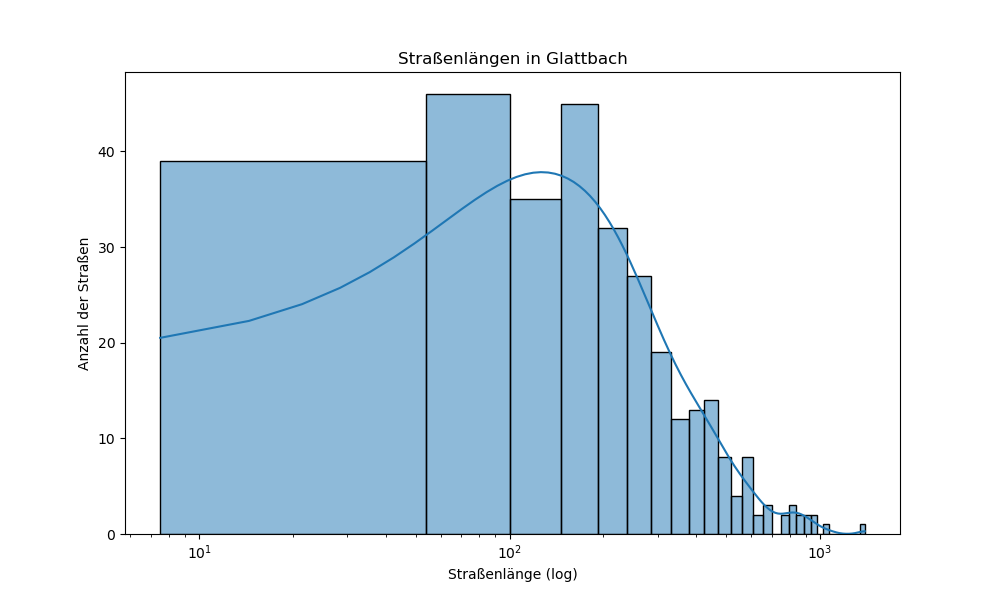 Straßenlängen in Glattbach
Anzahl der Straßen
40
30
20
10
0
10¹
10²
10³
Straßenlänge (log)